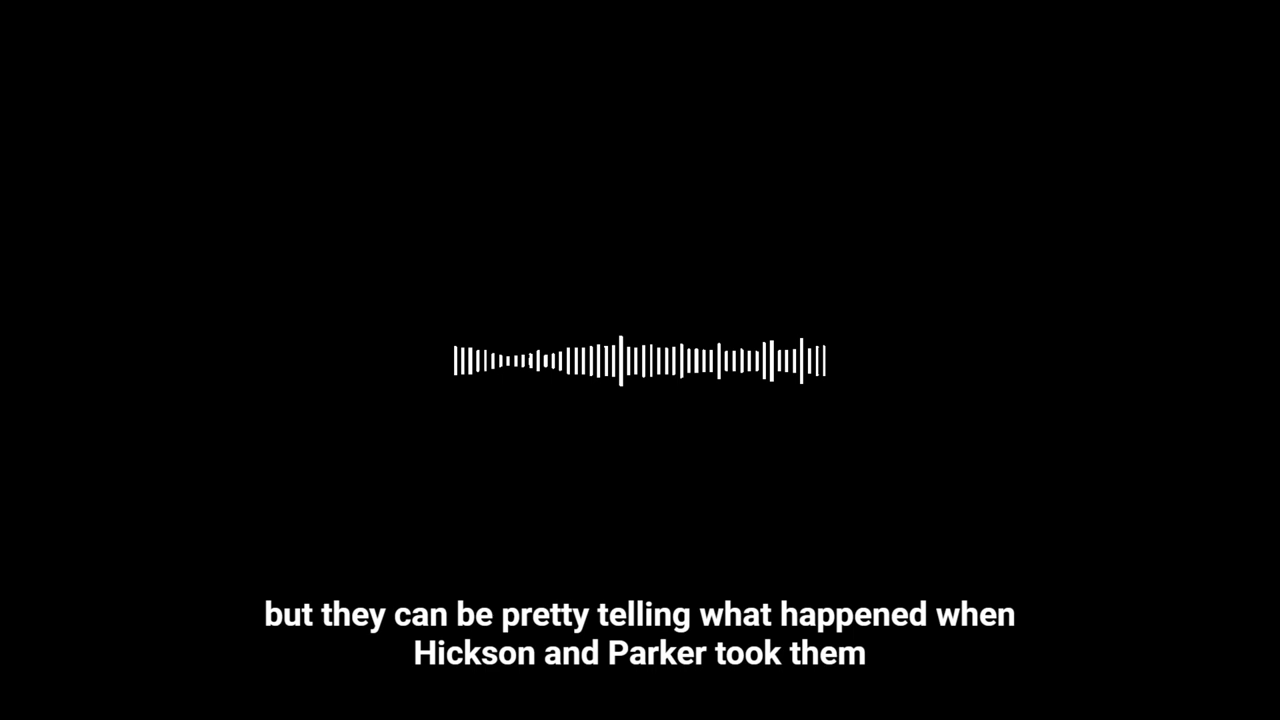 but they can be pretty telling what happened when
Hickson and Parker took them